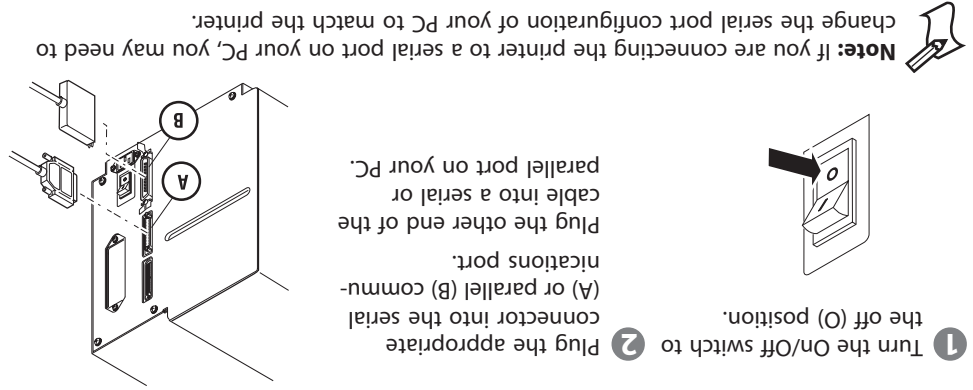 1 Turn the On/Off switch to
the off (O) position.
2 Plug the appropriate
connector into the serial
(A) or parallel (B) commu-
nications port.
Plug the other end of the
cable into a serial or
parallel port on your PC.
A
B
Note: If you are connecting the printer to a serial port on your PC, you may need to
change the serial port configuration of your PC to match the printer.